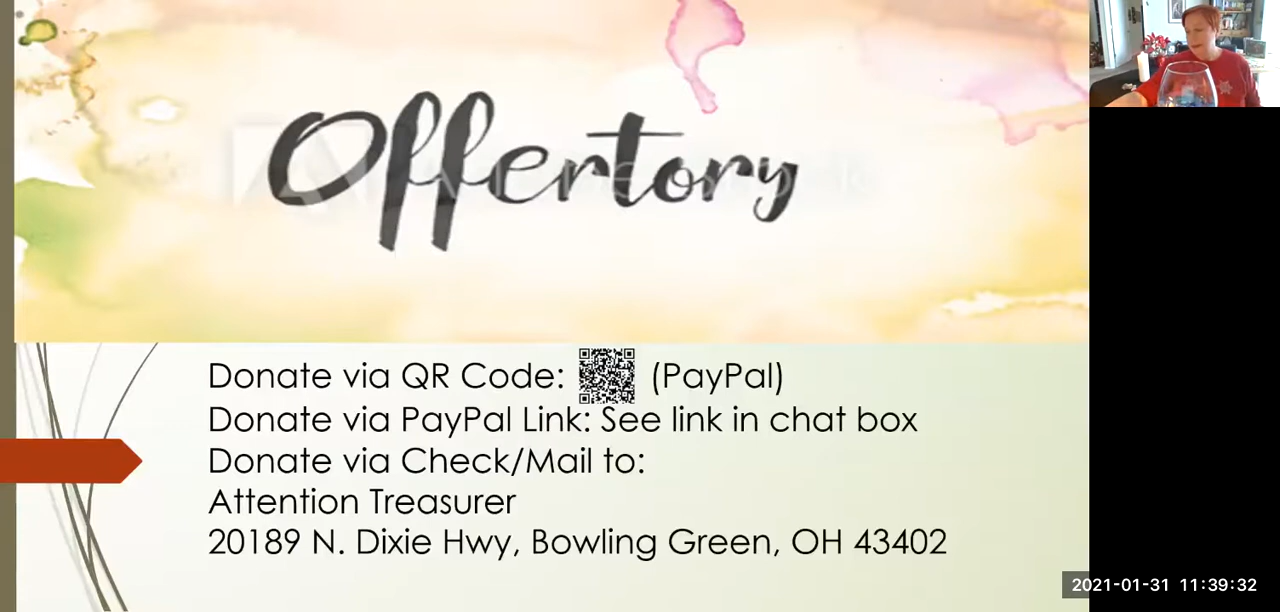 Offertory
Donate via QR Code: (PayPal)
Donate via PayPal Link: See link in chat box
Donate via Check/Mail to:
Attention Treasurer
20189 N. Dixie Hwy, Bowling Green, OH 43402
2021-01-31 11:39:32